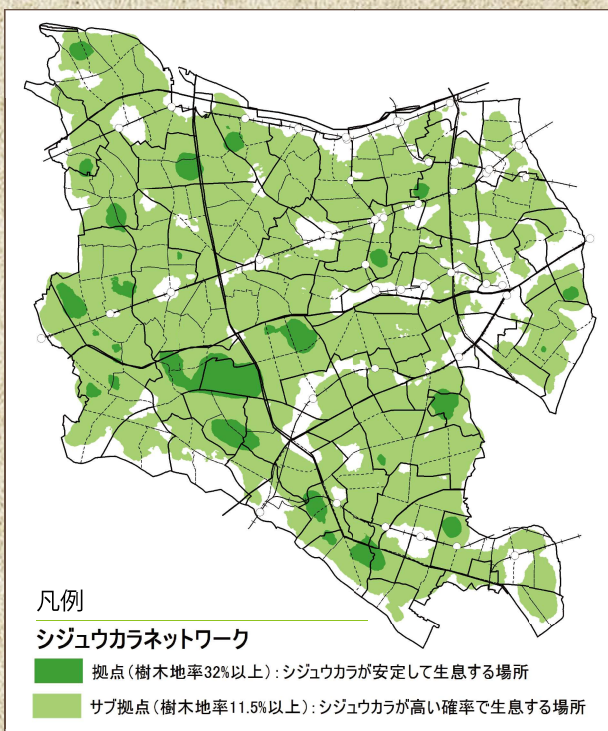 凡例
シジュウカラネットワーク
拠点(樹木地率32%以上):シジュウカラが安定して生息する場所
サブ拠点(樹木地率11.5%以上):シジュウカラが高い確率で生息する場所